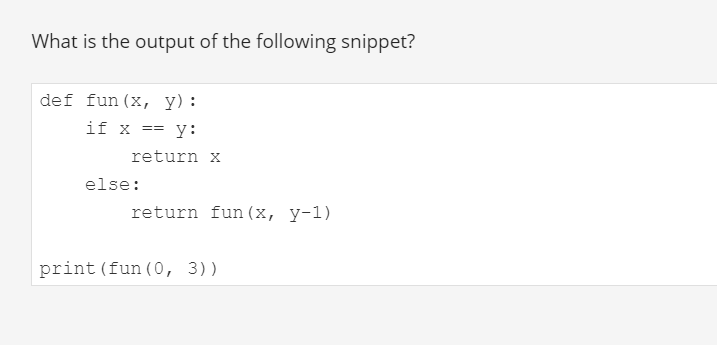 What is the output of the following snippet?
def fun(x, y):
    if x == y:
        return x
    else:
        return fun(x, y-1)

print(fun(0, 3))